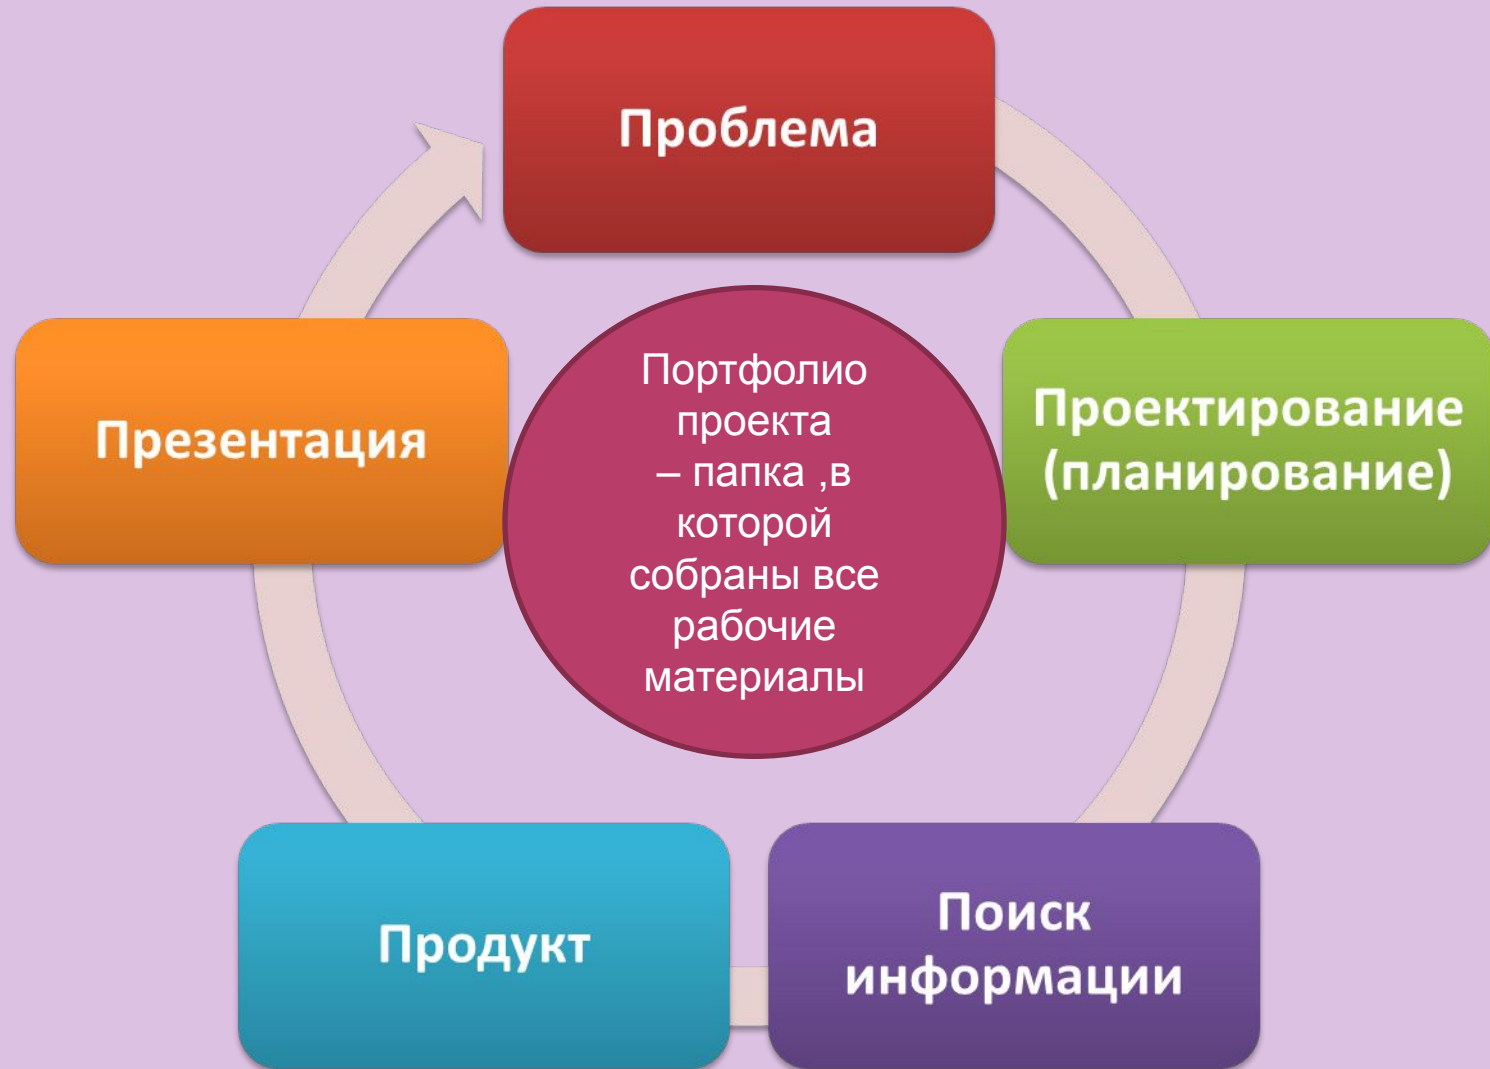 Проблема
Проектирование
(планирование)
Поиск
информации
Продукт
Презентация
Портфолио
проекта
– папка ,в
которой
собраны все
рабочие
материалы